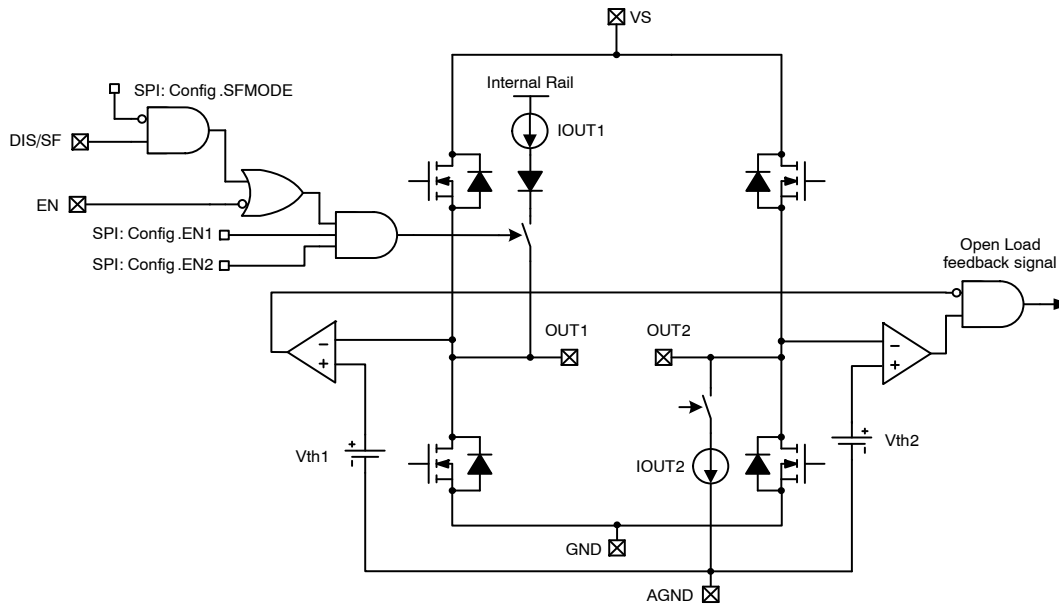 VS
Internal Rail
SPI: Config .SFMODE
IOUT1
DIS/SF
EN
SPI: Config .EN1
SPI: Config .EN2
Open Load
feedback signal
OUT1
OUT2
−
+
−
+
+
−
Vth1
+
−
Vth2
IOUT2
GND
AGND